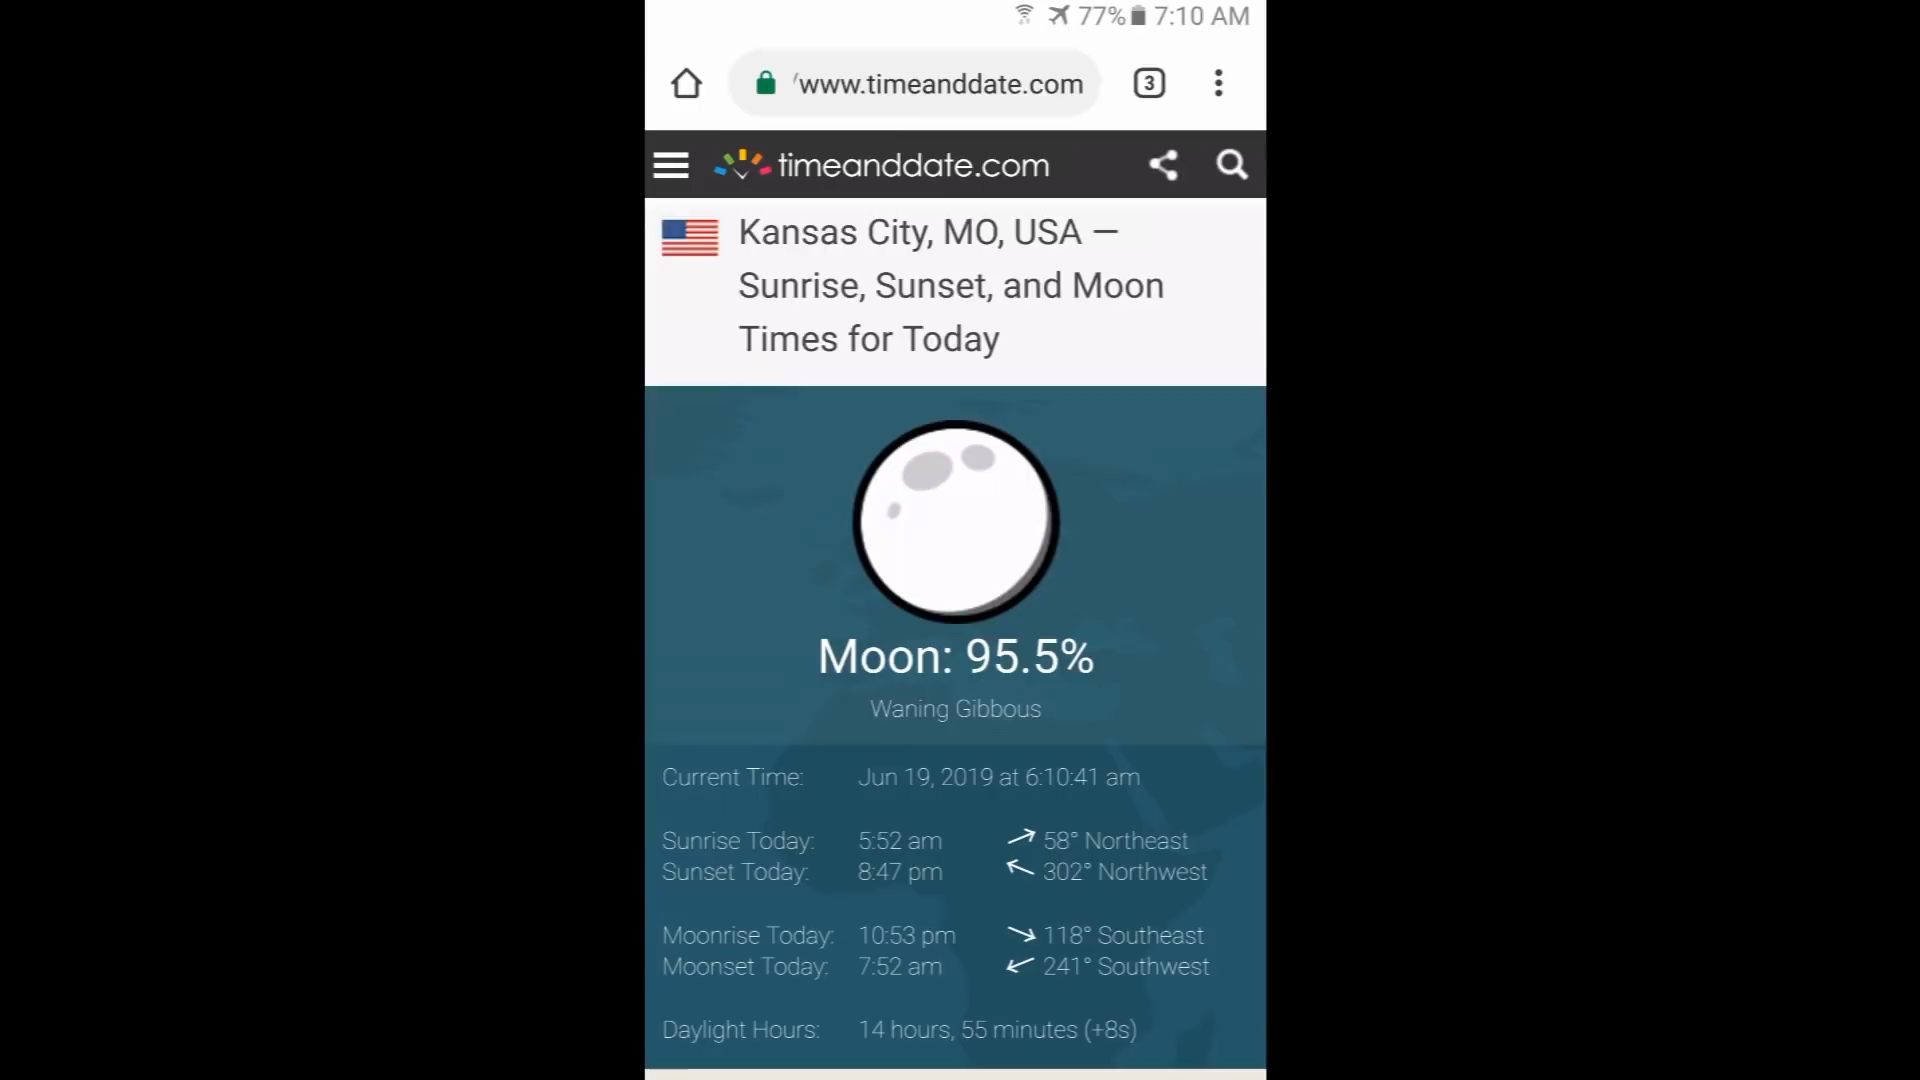 77% 7:10 AM
/www.timeanddate.com
3
timeanddate.com
Kansas City, MO, USA —
Sunrise, Sunset, and Moon
Times for Today
Moon: 95.5%
Waning Gibbous
Current Time: Jun 19, 2019 at 6:10:41 am
Sunrise Today: 5:52 am 58° Northeast
Sunset Today: 8:47 pm 302° Northwest
Moonrise Today: 10:53 pm 118° Southeast
Moonset Today: 7:52 am 241° Southwest
Daylight Hours: 14 hours, 55 minutes (+8s)